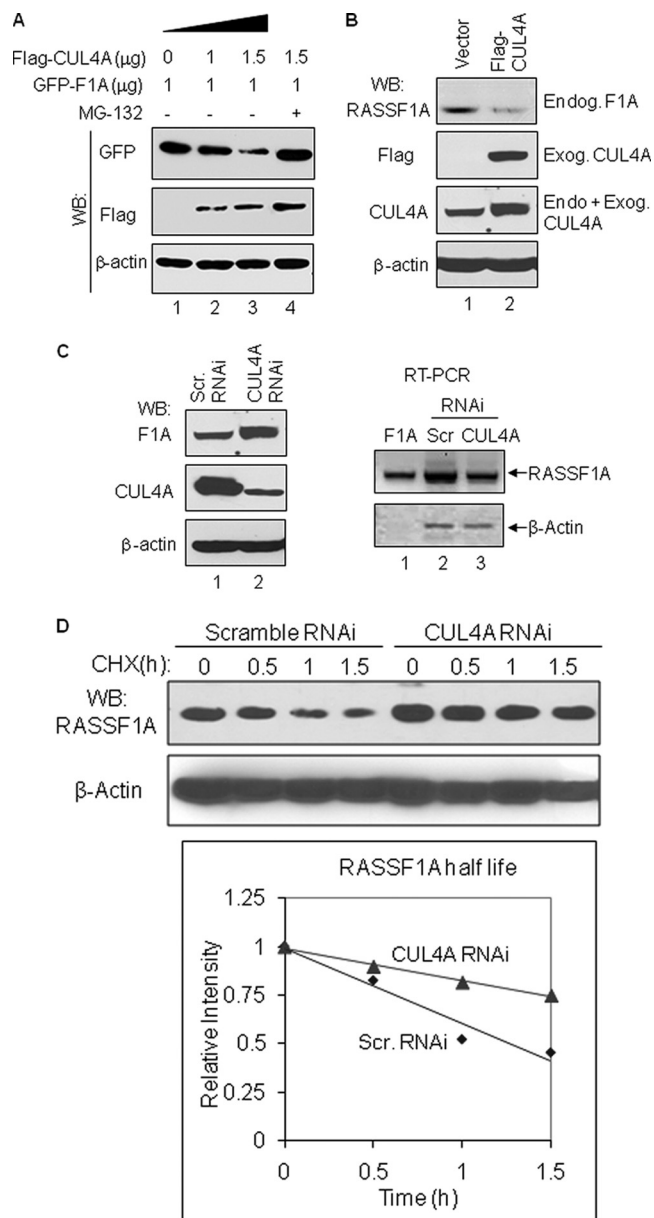 A
Flag-CUL4A (μg) 0 1 1.5 1.5
GFP-F1A (μg) 1 1 1 1
MG-132 - - - +
WB:
GFP
Flag
β-actin
1 2 3 4
B
Vector
Flag-CUL4A
WB:
RASSF1A Endog. F1A
Flag Exog. CUL4A
CUL4A Endo + Exog. CUL4A
β-actin
1 2
C
Scr. RNAi
CUL4A RNAi
WB:
F1A
CUL4A
β-actin
1 2
RT-PCR
RNAi
F1A Scr CUL4A
RASSF1A
β-Actin
1 2 3
D
Scramble RNAi CUL4A RNAi
CHX(h): 0 0.5 1 1.5 0 0.5 1 1.5
WB:
RASSF1A
β-Actin
RASSF1A half life
Relative Intensity
1.25
1
0.75
0.5
0.25
0
CUL4A RNAi
Scr. RNAi
0 0.5 1 1.5
Time (h)